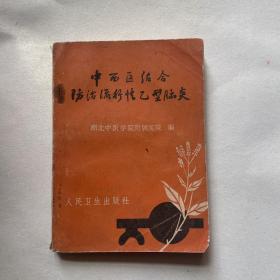 中西医结合
防治流行性乙型脑炎
湖北中医学院附属医院 编
人民卫生出版社